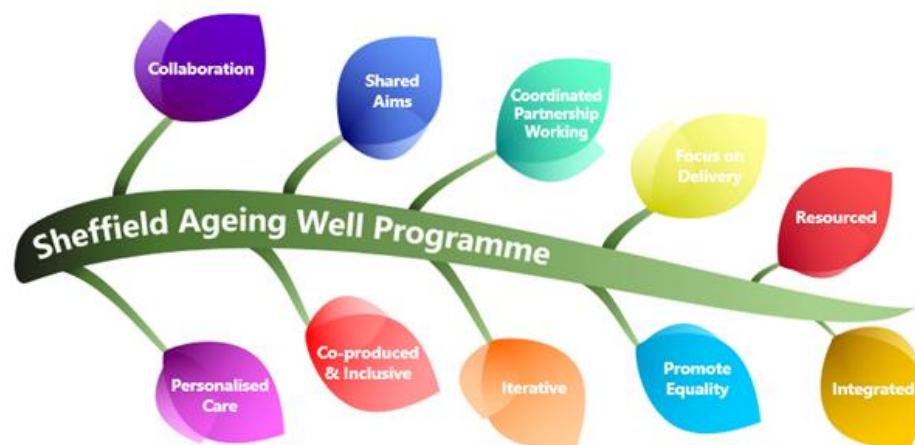 Collaboration
Shared
Aims
Coordinated
Partnership
Working
Focus on
Delivery
Resourced
Sheffield Ageing Well Programme
Personalised
Care
Co-produced
& Inclusive
Iterative
Promote
Equality
Integrated